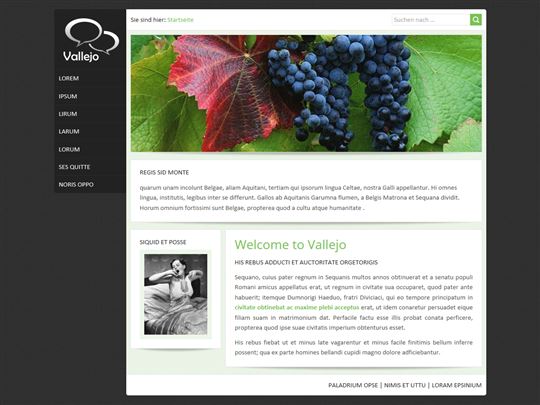 Vallejo
LOREM
IPSUM
LIRUM
LARUM
LORUM
SES QUITTE
NORIS OPPO
Sie sind hier: Startseite
Suchen nach ...
REGIS SID MONTE
quarum unam incolunt Belgae, aliam Aquitani, tertiam qui ipsorum lingua Celtae, nostra Galli appellantur. Hi omnes
lingua, institutis, legibus inter se differunt. Gallos ab Aquitanis Garumna flumen, a Belgis Matrona et Sequana dividit.
Horum omnium fortissimi sunt Belgae, propterea quod a cultu atque humanitate .
SIQUID ET POSSE
Welcome to Vallejo
HIS REBUS ADDUCTI ET AUCTORITATE ORGETORIGIS
Sequano, cuius pater regnum in Sequanis multos annos obtinuerat et a senatu populi
Romani amicus appellatus erat, ut regnum in civitate sua occuparet, quod pater ante
habuerit; itemque Dumnorigi Haeduo, fratri Diviciaci, qui eo tempore principatum in
civitate obtinebat ac maxime plebi acceptus erat, ut idem conaretur persuadet eique
filiam suam in matrimonium dat. Perfacile factu esse illis probat conata perficere,
propterea quod ipse suae civitatis imperium obtenturus esset.
His rebus fiebat ut et minus late vagarentur et minus facile finitimis bellum inferre
possent; qua ex parte homines bellandi cupidi magno dolore adficiebantur.
PALADRIUM OPSE | NIMIS ET UTTU | LORAM EPSINIUM